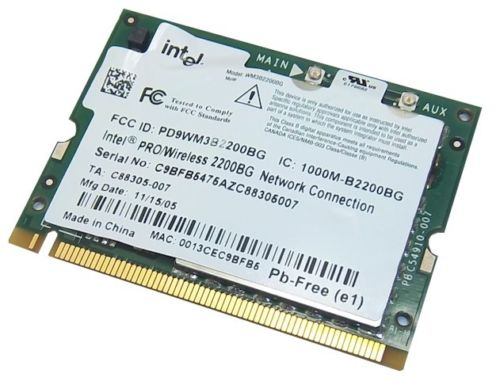 intel
Model: WM3B2200BG
MAIN
AUX
FC
Tested to Comply
with FCC Standards
FCC ID: PD9WM3B2200BG
IC: 1000M-B2200BG
Intel® PRO/Wireless 2200BG Network Connection
Serial No: C9BFB5475AZC88305007
TA: C88305-007
Mfg Date: 11/15/05
Made in China
MAC: 0013CEC9BFB5
Pb-Free (e1)
PBC54910-007